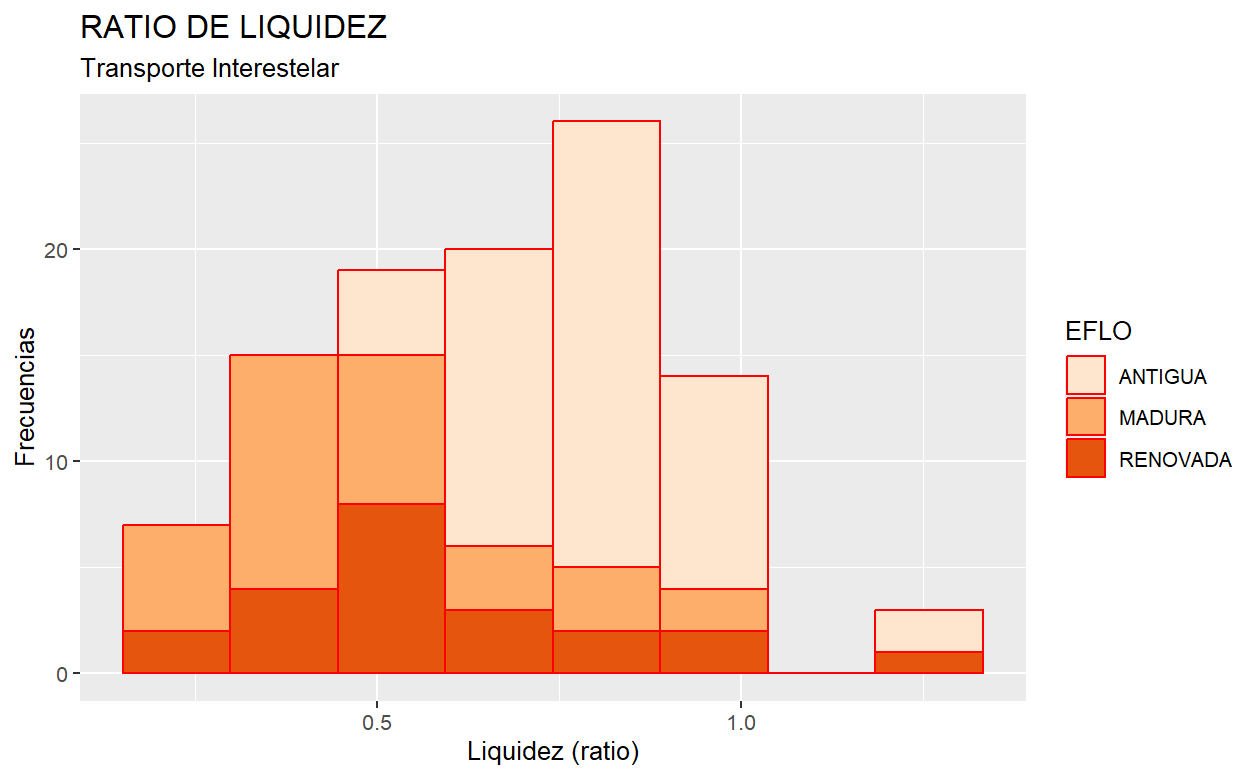 RATIO DE LIQUIDEZ
Transporte Interestelar
Frecuencias
20
10
0
0.5
1.0
Liquidez (ratio)
EFLO
ANTIGUA
MADURA
RENOVADA